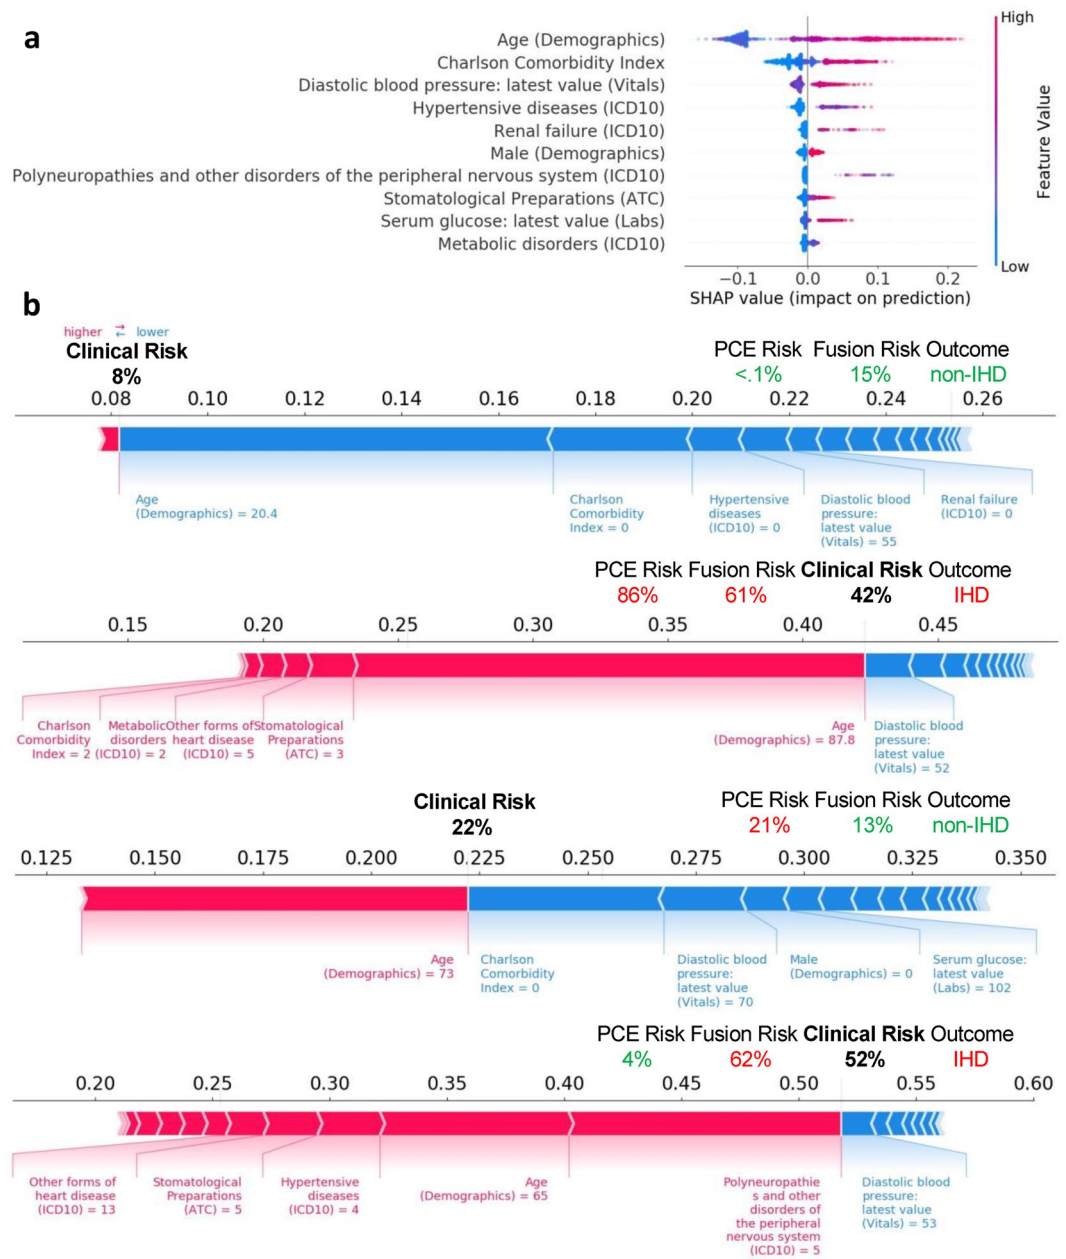 a
High
Age (Demographics)
Charlson Comorbidity Index
Diastolic blood pressure: latest value (Vitals)
Hypertensive diseases (ICD10)
Renal failure (ICD10)
Male (Demographics)
Polyneuropathies and other disorders of the peripheral nervous system (ICD10)
Stomatological Preparations (ATC)
Serum glucose: latest value (Labs)
Metabolic disorders (ICD10)
Feature Value
Low
−0.1 0.0 0.1 0.2
SHAP value (impact on prediction)
b
higher ⇄ lower
Clinical Risk
8%
PCE Risk Fusion Risk Outcome
<.1% 15% non-IHD
0.08 0.10 0.12 0.14 0.16 0.18 0.20 0.22 0.24 0.26
Age
(Demographics) = 20.4
Charlson
Comorbidity
Index = 0
Hypertensive
diseases
(ICD10) = 0
Diastolic blood
pressure:
latest value
(Vitals) = 55
Renal failure
(ICD10) = 0
PCE Risk Fusion Risk Clinical Risk Outcome
86% 61% 42% IHD
0.15 0.20 0.25 0.30 0.35 0.40 0.45
Charlson
Comorbidity
Index = 2
Metabolic
disorders
(ICD10) = 2
Other forms of
heart disease
(ICD10) = 5
Stomatological
Preparations
(ATC) = 3
Age
(Demographics) = 87.8
Diastolic blood
pressure:
latest value
(Vitals) = 52
Clinical Risk
22%
PCE Risk Fusion Risk Outcome
21% 13% non-IHD
0.125 0.150 0.175 0.200 0.225 0.250 0.275 0.300 0.325 0.350
Age
(Demographics) = 73
Charlson
Comorbidity
Index = 0
Diastolic blood
pressure:
latest value
(Vitals) = 70
Male
(Demographics) = 0
Serum glucose:
latest value
(Labs) = 102
PCE Risk Fusion Risk Clinical Risk Outcome
4% 62% 52% IHD
0.20 0.25 0.30 0.35 0.40 0.45 0.50 0.55 0.60
Other forms of
heart disease
(ICD10) = 13
Stomatological
Preparations
(ATC) = 5
Hypertensive
diseases
(ICD10) = 4
Age
(Demographics) = 65
Polyneuropathie
s and other
disorders of
the peripheral
nervous system
(ICD10) = 5
Diastolic blood
pressure:
latest value
(Vitals) = 53